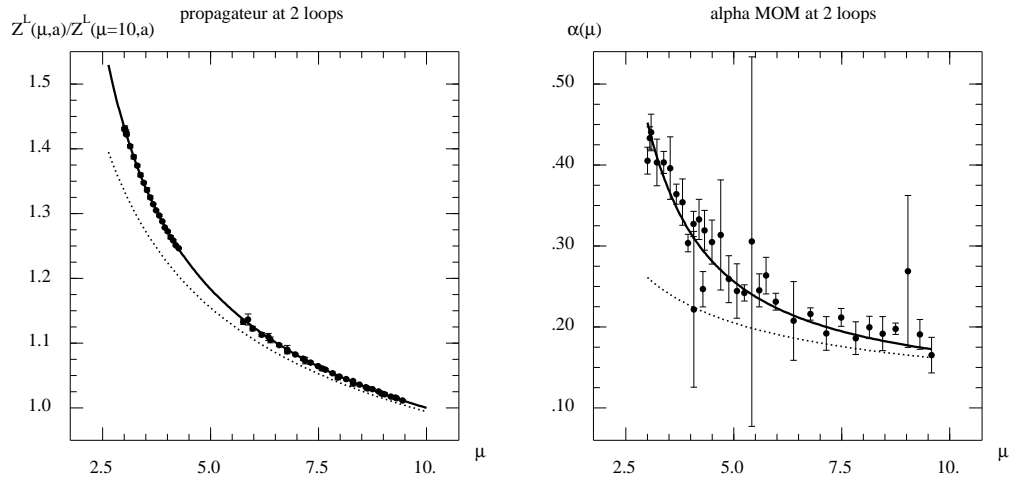 propagateur at 2 loops
Z^L(μ,a)/Z^L(μ=10,a)
1.5
1.4
1.3
1.2
1.1
1.0
2.5 5.0 7.5 10. μ
alpha MOM at 2 loops
α(μ)
.50
.40
.30
.20
.10
2.5 5.0 7.5 10. μ